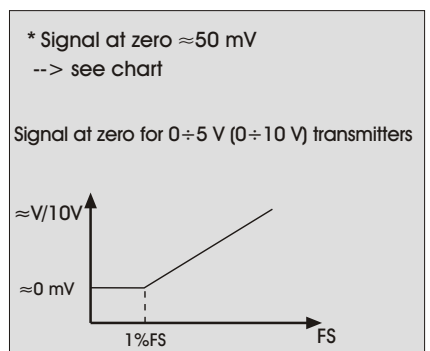 * Signal at zero ≈50 mV
--> see chart
Signal at zero for 0÷5 V (0÷10 V) transmitters
≈V/10V
≈0 mV
1%FS
FS